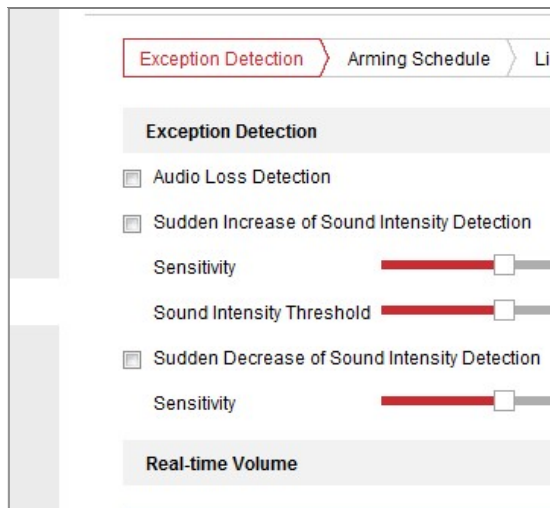 Exception Detection
Arming Schedule
Li
Exception Detection
Audio Loss Detection
Sudden Increase of Sound Intensity Detection
Sensitivity
Sound Intensity Threshold
Sudden Decrease of Sound Intensity Detection
Sensitivity
Real-time Volume